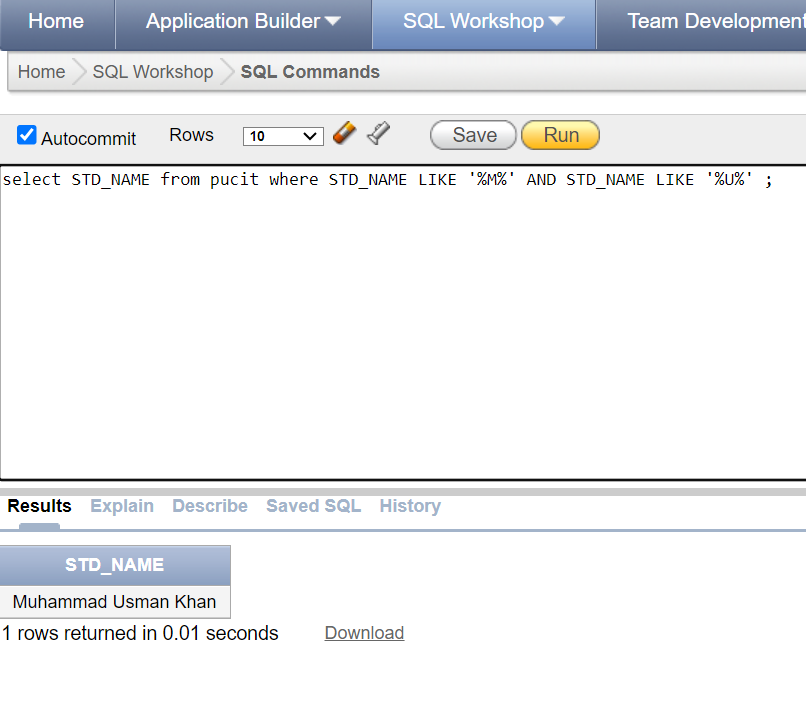 Home Application Builder SQL Workshop Team Development
Home SQL Workshop SQL Commands
Autocommit Rows 10 Save Run
select STD_NAME from pucit where STD_NAME LIKE '%M%' AND STD_NAME LIKE '%U%' ;
Results Explain Describe Saved SQL History
STD_NAME
Muhammad Usman Khan
1 rows returned in 0.01 seconds Download